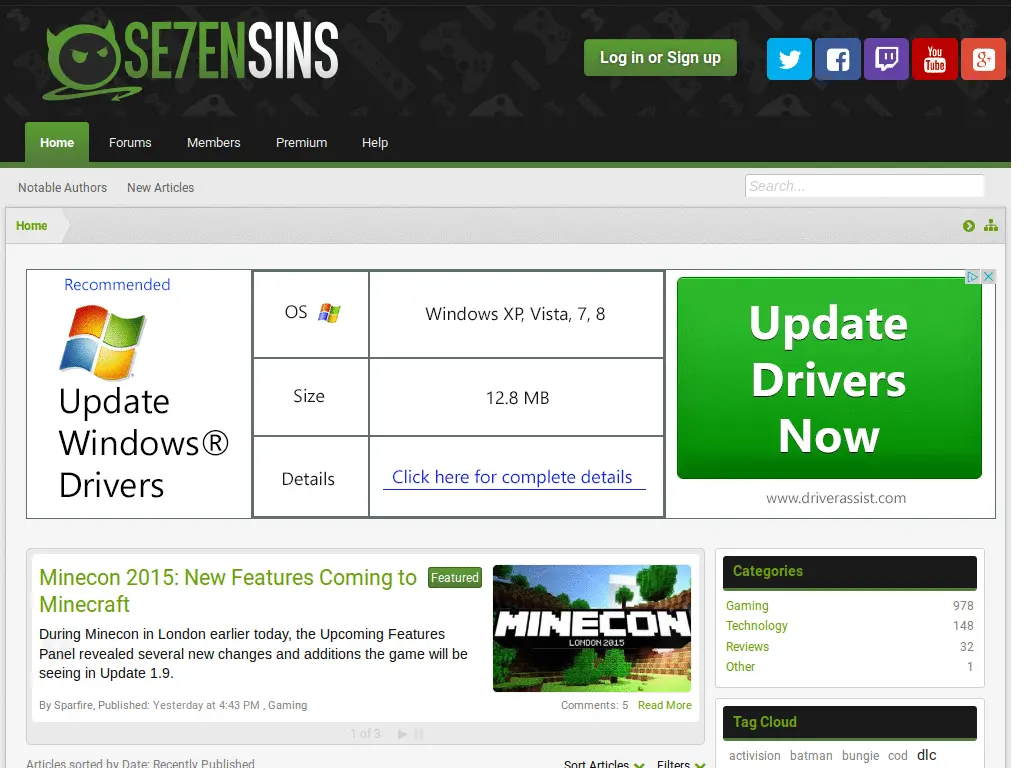 SE7ENSINS
Log in or Sign up
You
Tube
g+
Home Forums Members Premium Help
Notable Authors New Articles
Search...
Home
Recommended
Update
Windows®
Drivers
OS Windows XP, Vista, 7, 8
Size 12.8 MB
Details Click here for complete details
Update
Drivers
Now
www.driverassist.com
Minecon 2015: New Features Coming to
Minecraft
Featured
During Minecon in London earlier today, the Upcoming Features
Panel revealed several new changes and additions the game will be
seeing in Update 1.9.
By Sparfire, Published: Yesterday at 4:43 PM , Gaming
Comments: 5 Read More
MINECON
LONDON 2015
1 of 3
Categories
Gaming 978
Technology 148
Reviews 32
Other 1
Tag Cloud
activision batman bungie cod dlc
Articles sorted by Date: Recently Published
Sort Articles Filters